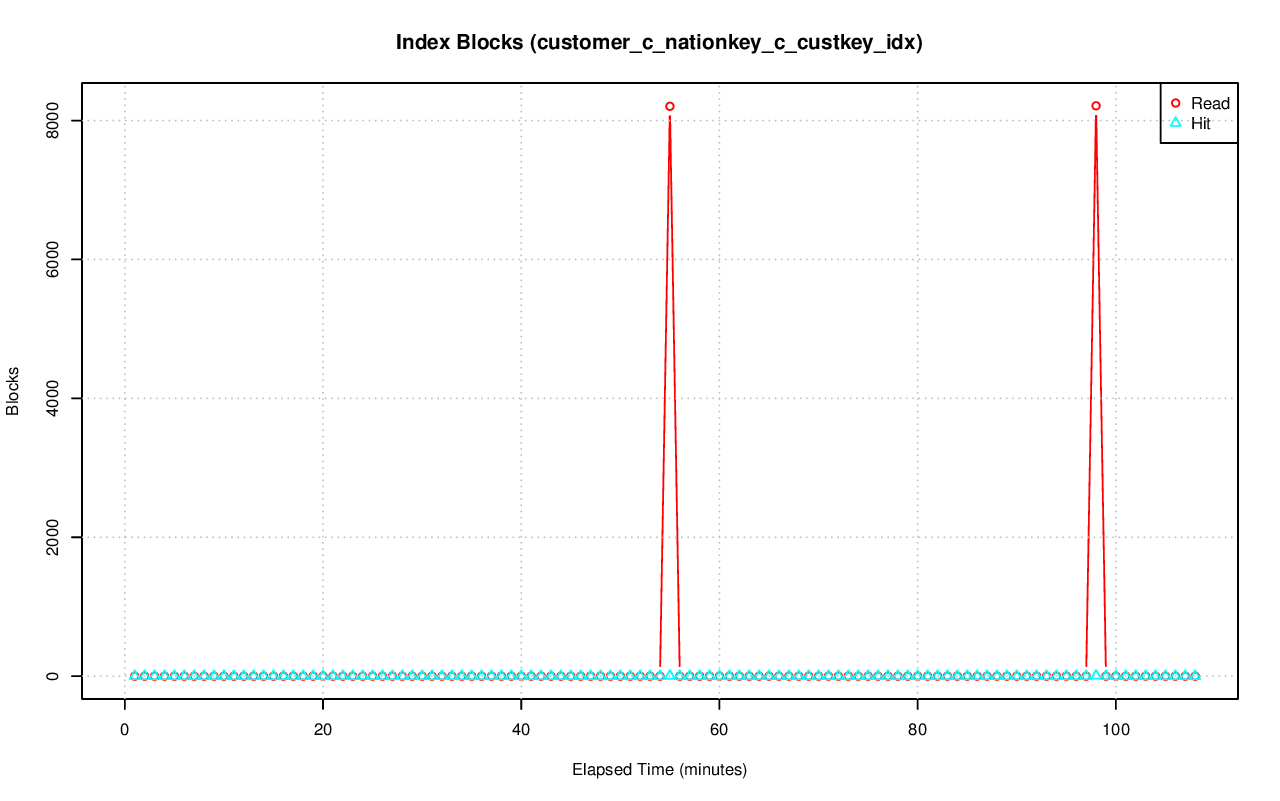 Index Blocks (customer_c_nationkey_c_custkey_idx)
Read
Hit
8000
6000
4000
2000
0
Blocks
0 20 40 60 80 100
Elapsed Time (minutes)